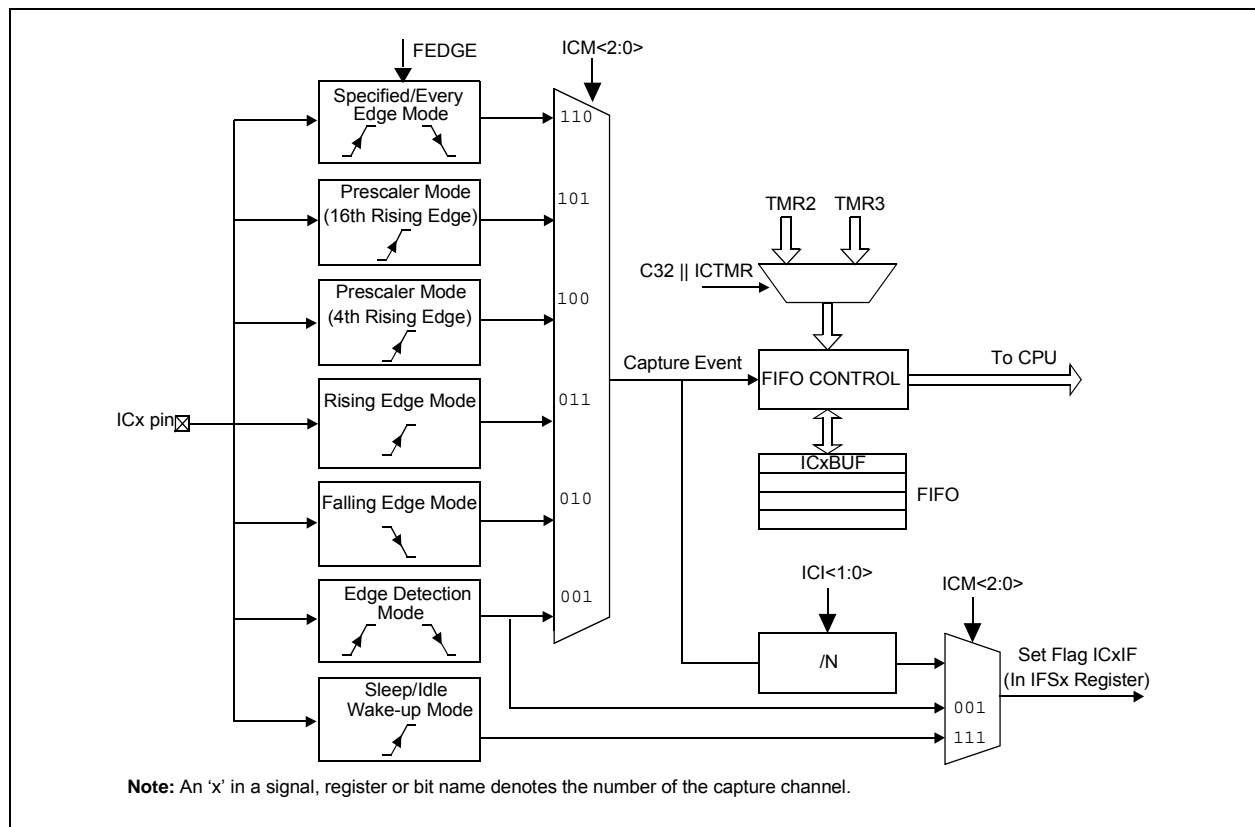 FEDGE
ICM<2:0>
Specified/Every
Edge Mode
110
Prescaler Mode
(16th Rising Edge)
101
TMR2
TMR3
C32 || ICTMR
Prescaler Mode
(4th Rising Edge)
100
Capture Event
FIFO CONTROL
To CPU
ICx pin
Rising Edge Mode
011
ICxBUF
FIFO
Falling Edge Mode
010
ICI<1:0>
ICM<2:0>
Edge Detection
Mode
001
/N
Set Flag ICxIF
(In IFSx Register)
Sleep/Idle
Wake-up Mode
001
111
Note: An ‘x’ in a signal, register or bit name denotes the number of the capture channel.